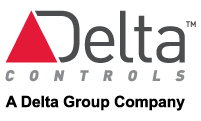 Delta™
CONTROLS
A Delta Group Company